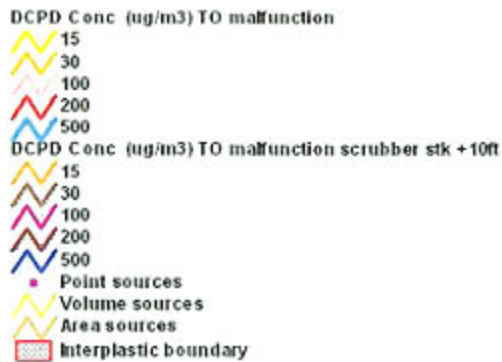 DCPD Conc (ug/m3) TO malfunction
15
30
100
200
500
DCPD Conc (ug/m3) TO malfunction scrubber stk +10ft
15
30
100
200
500
Point sources
Volume sources
Area sources
Interplastic boundary